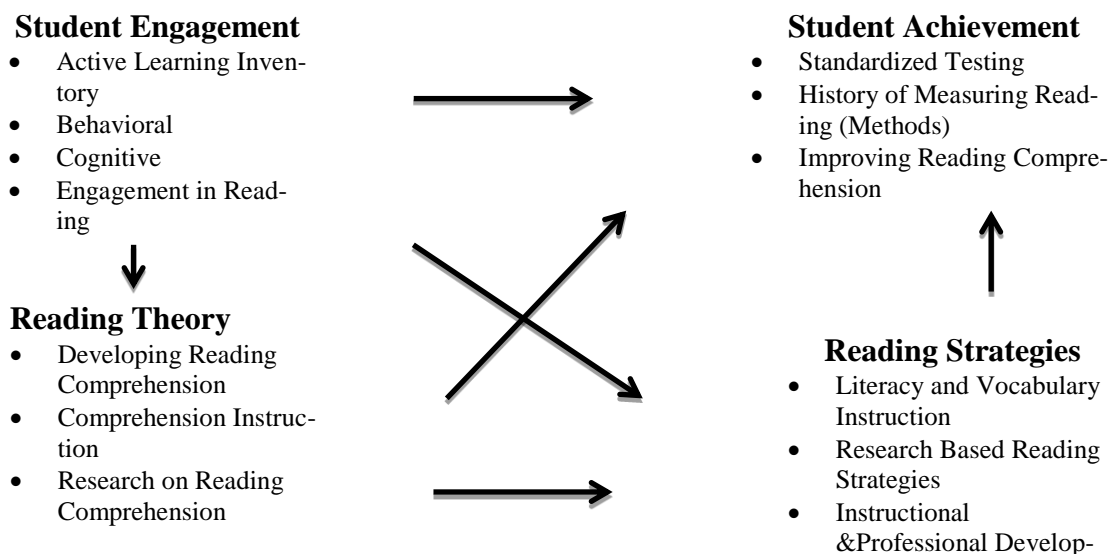 Student Engagement
• Active Learning Inven-
tory
• Behavioral
• Cognitive
• Engagement in Read-
ing
Student Achievement
• Standardized Testing
• History of Measuring Read-
ing (Methods)
• Improving Reading Compre-
hension
Reading Theory
• Developing Reading
Comprehension
• Comprehension Instruc-
tion
• Research on Reading
Comprehension
Reading Strategies
• Literacy and Vocabulary
Instruction
• Research Based Reading
Strategies
• Instructional
&Professional Develop-